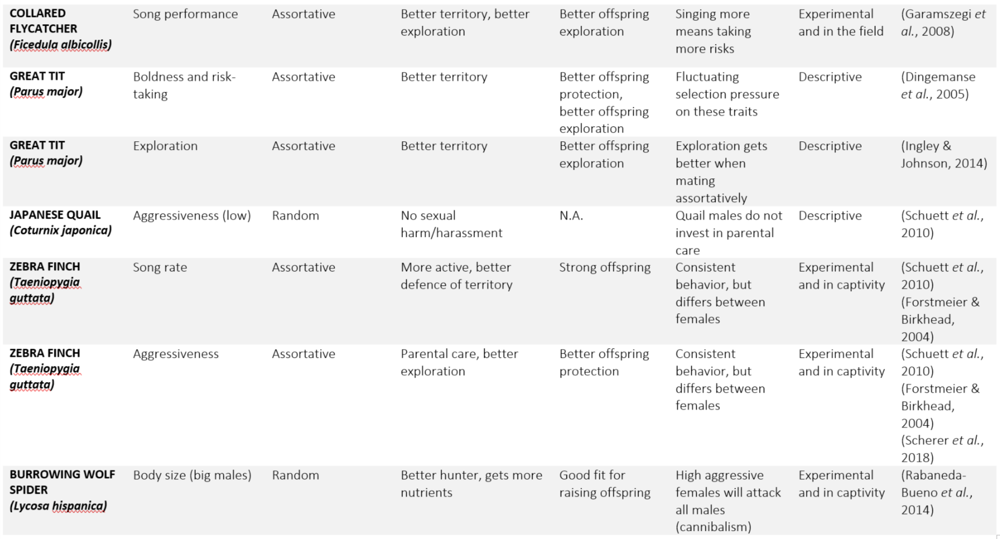 COLLARED
FLYCATCHER
(Ficedula albicollis)
Song performance
Assortative
Better territory, better
exploration
Better offspring
exploration
Singing more
means taking
more risks
Experimental
and in the field
(Garamszegi et
al., 2008)
GREAT TIT
(Parus major)
Boldness and risk-
taking
Assortative
Better territory
Better offspring
protection,
better offspring
exploration
Fluctuating
selection pressure
on these traits
Descriptive
(Dingemanse
et al., 2005)
GREAT TIT
(Parus major)
Exploration
Assortative
Better territory
Better offspring
exploration
Exploration gets
better when
mating
assortatively
Descriptive
(Ingley &
Johnson, 2014)
JAPANESE QUAIL
(Coturnix japonica)
Aggressiveness (low)
Random
No sexual
harm/harassment
N.A.
Quail males do not
invest in parental
care
Descriptive
(Schuett et al.,
2010)
ZEBRA FINCH
(Taeniopygia
guttata)
Song rate
Assortative
More active, better
defence of territory
Strong offspring
Consistent
behavior, but
differs between
females
Experimental
and in captivity
(Schuett et al.,
2010)
(Forstmeier &
Birkhead,
2004)
ZEBRA FINCH
(Taeniopygia
guttata)
Aggressiveness
Assortative
Parental care, better
exploration
Better offspring
protection
Consistent
behavior, but
differs between
females
Experimental
and in captivity
(Schuett et al.,
2010)
(Forstmeier &
Birkhead,
2004)
(Scherer et al.,
2018)
BURROWING WOLF
SPIDER
(Lycosa hispanica)
Body size (big males)
Random
Better hunter, gets more
nutrients
Good fit for
raising offspring
High aggressive
females will attack
all males
(cannibalism)
Experimental
and in captivity
(Rabaneda-
Bueno et al.,
2014)